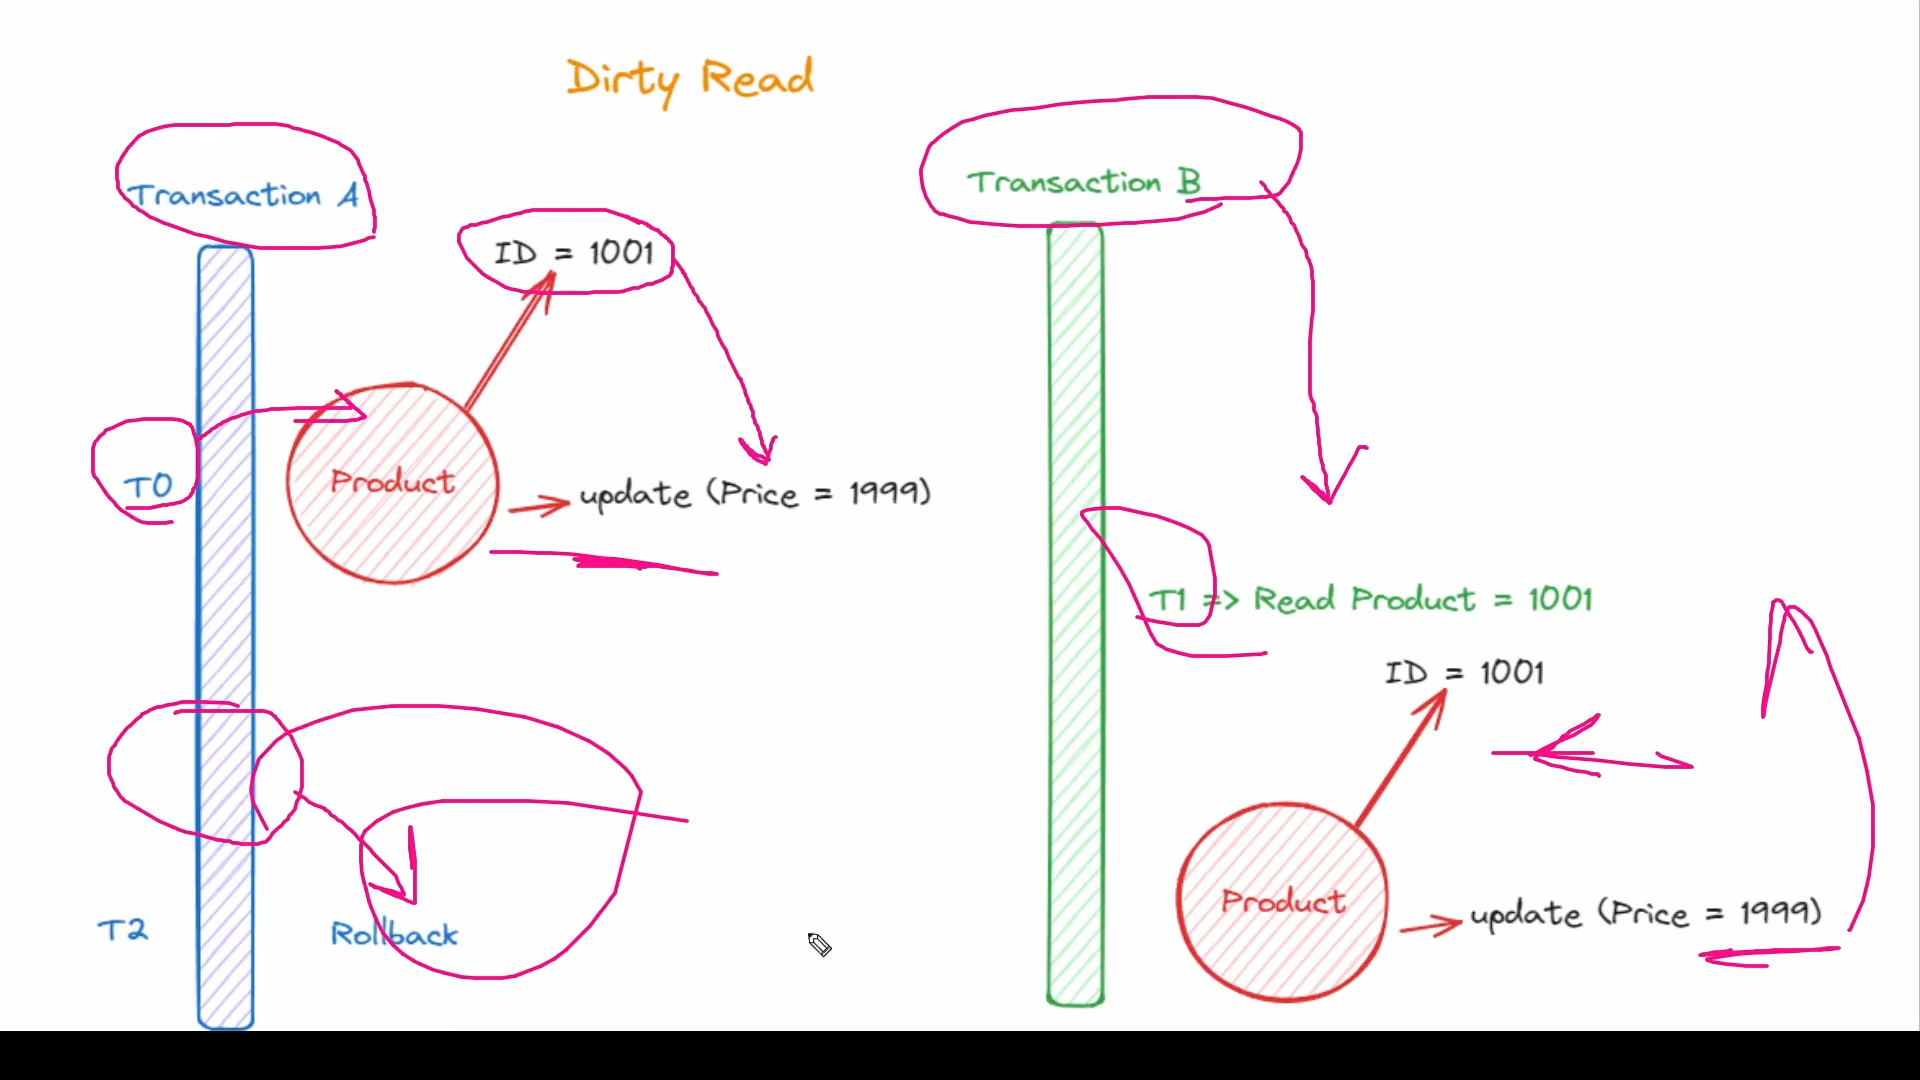 Dirty Read
Transaction A
Transaction B
ID = 1001
T0
Product
update (Price = 1999)
T1 => Read Product = 1001
ID = 1001
Product
update (Price = 1999)
T2
Rollback